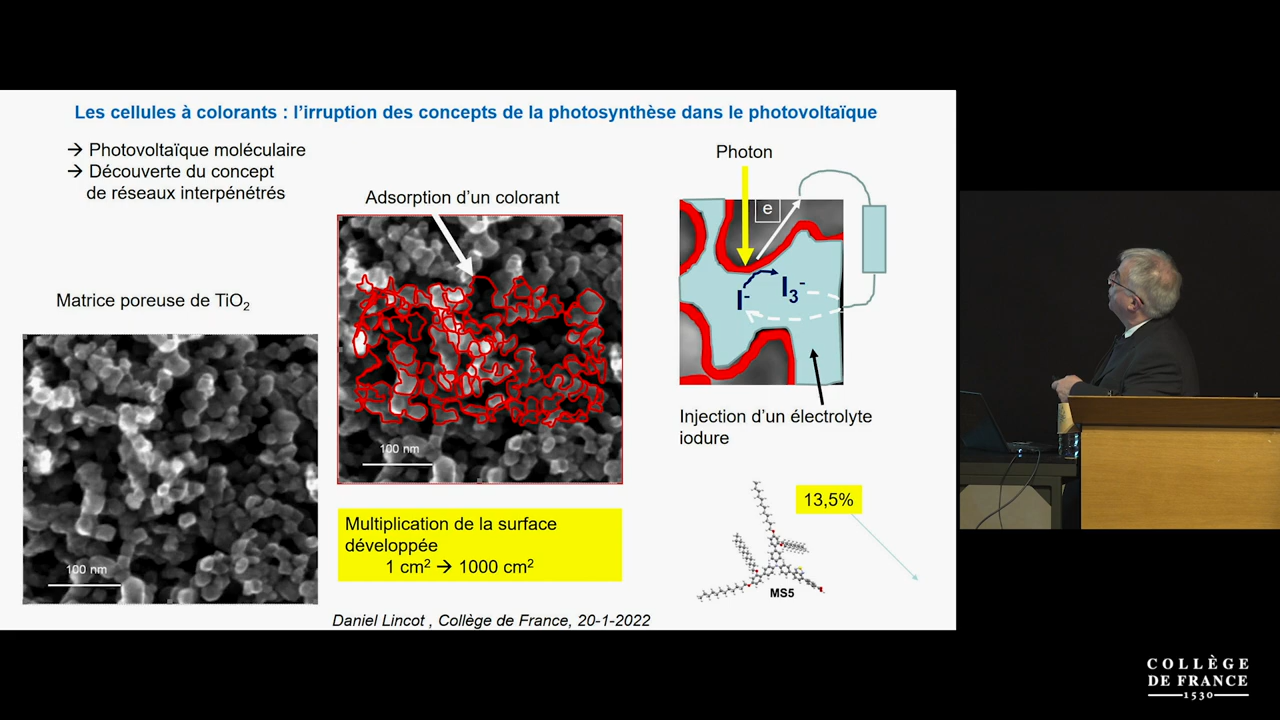 Les cellules à colorants : l'irruption des concepts de la photosynthèse dans le photovoltaïque
→ Photovoltaïque moléculaire
→ Découverte du concept
de réseaux interpénétrés
Matrice poreuse de TiO₂
100 nm
Adsorption d'un colorant
100 nm
Multiplication de la surface
développée
1 cm² → 1000 cm²
Photon
e
I⁻
I₃⁻
Injection d'un électrolyte
iodure
13,5%
MS5
Daniel Lincot , Collège de France, 20-1-2022
COLLÈGE
DE FRANCE
1530